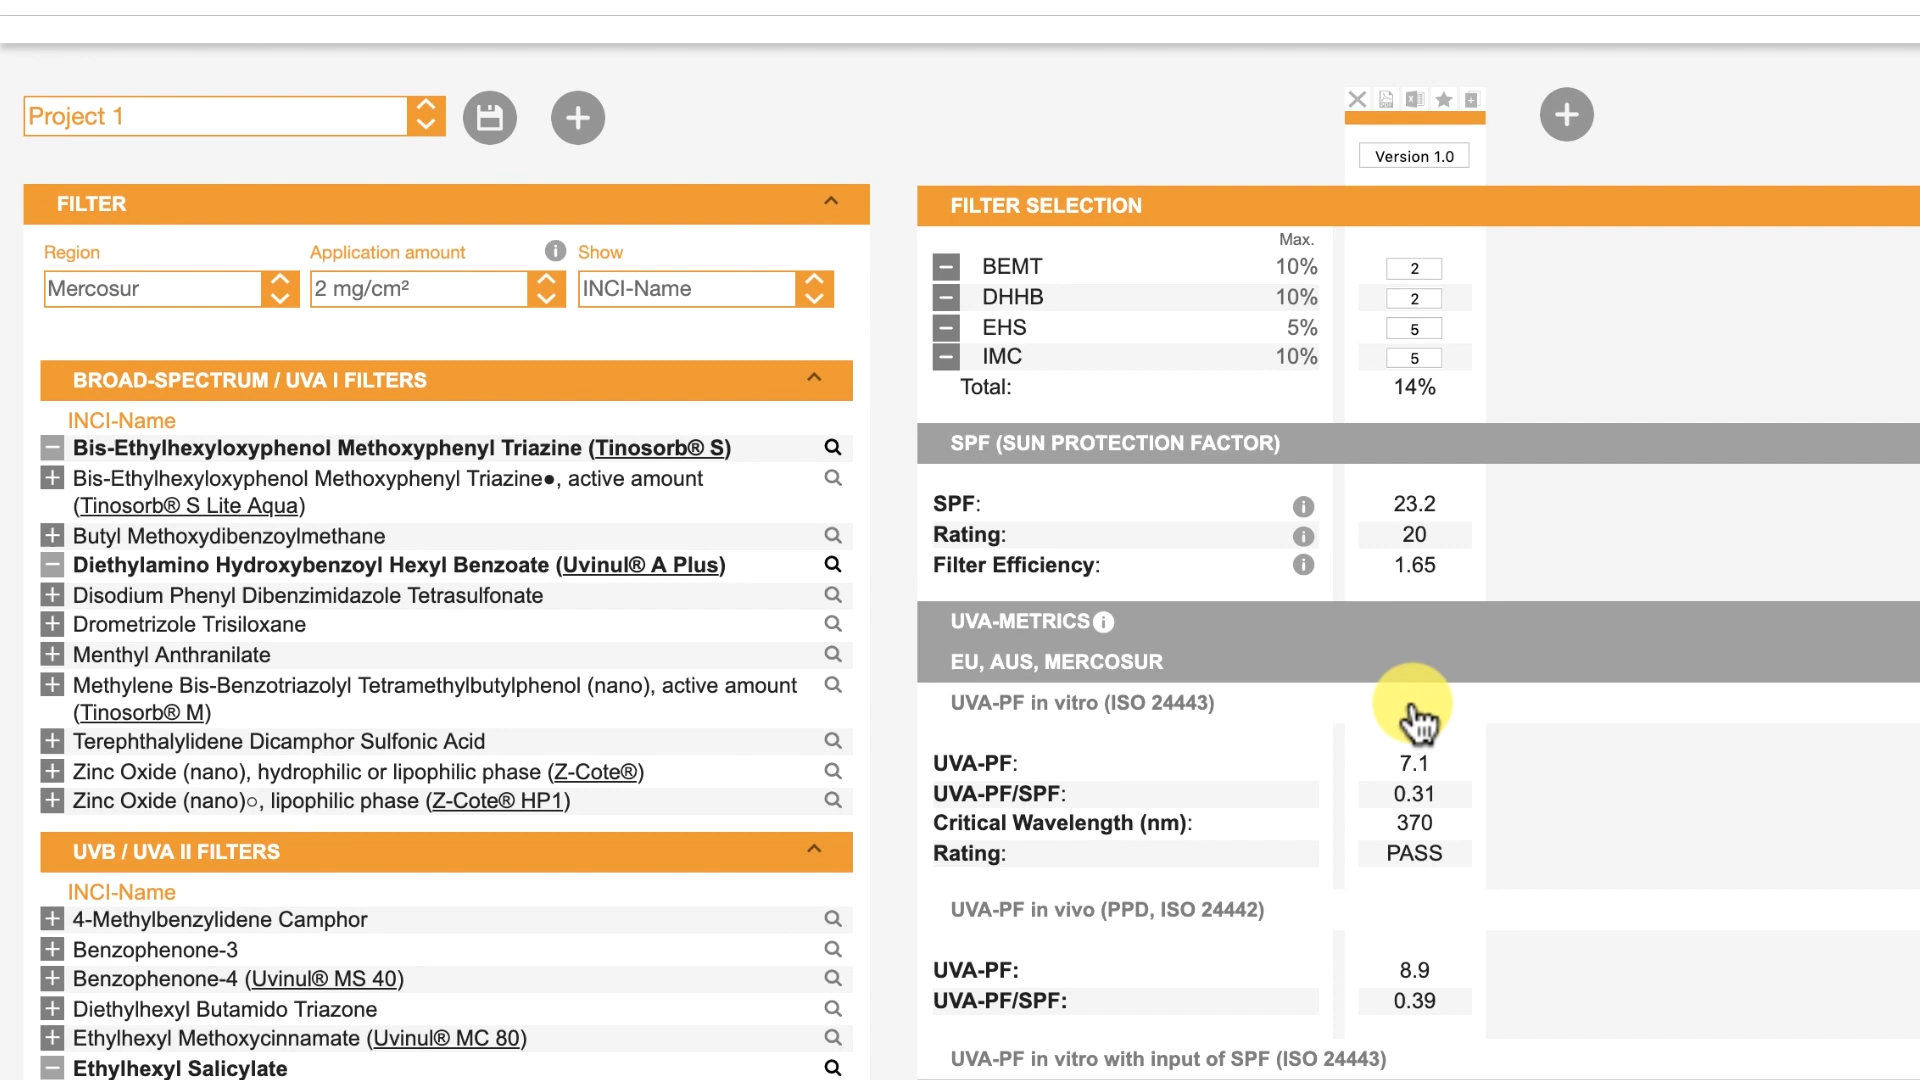 Project 1
Version 1.0
FILTER
Region
Application amount
Show
Mercosur
2 mg/cm²
INCI-Name
BROAD-SPECTRUM / UVA I FILTERS
INCI-Name
Bis-Ethylhexyloxyphenol Methoxyphenyl Triazine (Tinosorb® S)
Bis-Ethylhexyloxyphenol Methoxyphenyl Triazine●, active amount
(Tinosorb® S Lite Aqua)
Butyl Methoxydibenzoylmethane
Diethylamino Hydroxybenzoyl Hexyl Benzoate (Uvinul® A Plus)
Disodium Phenyl Dibenzimidazole Tetrasulfonate
Drometrizole Trisiloxane
Menthyl Anthranilate
Methylene Bis-Benzotriazolyl Tetramethylbutylphenol (nano), active amount
(Tinosorb® M)
Terephthalylidene Dicamphor Sulfonic Acid
Zinc Oxide (nano), hydrophilic or lipophilic phase (Z-Cote®)
Zinc Oxide (nano)○, lipophilic phase (Z-Cote® HP1)
UVB / UVA II FILTERS
INCI-Name
4-Methylbenzylidene Camphor
Benzophenone-3
Benzophenone-4 (Uvinul® MS 40)
Diethylhexyl Butamido Triazone
Ethylhexyl Methoxycinnamate (Uvinul® MC 80)
Ethylhexyl Salicylate
FILTER SELECTION
Max.
BEMT 10% 2
DHHB 10% 2
EHS 5% 5
IMC 10% 5
Total: 14%
SPF (SUN PROTECTION FACTOR)
SPF: 23.2
Rating: 20
Filter Efficiency: 1.65
UVA-METRICS
EU, AUS, MERCOSUR
UVA-PF in vitro (ISO 24443)
UVA-PF: 7.1
UVA-PF/SPF: 0.31
Critical Wavelength (nm): 370
Rating: PASS
UVA-PF in vivo (PPD, ISO 24442)
UVA-PF: 8.9
UVA-PF/SPF: 0.39
UVA-PF in vitro with input of SPF (ISO 24443)